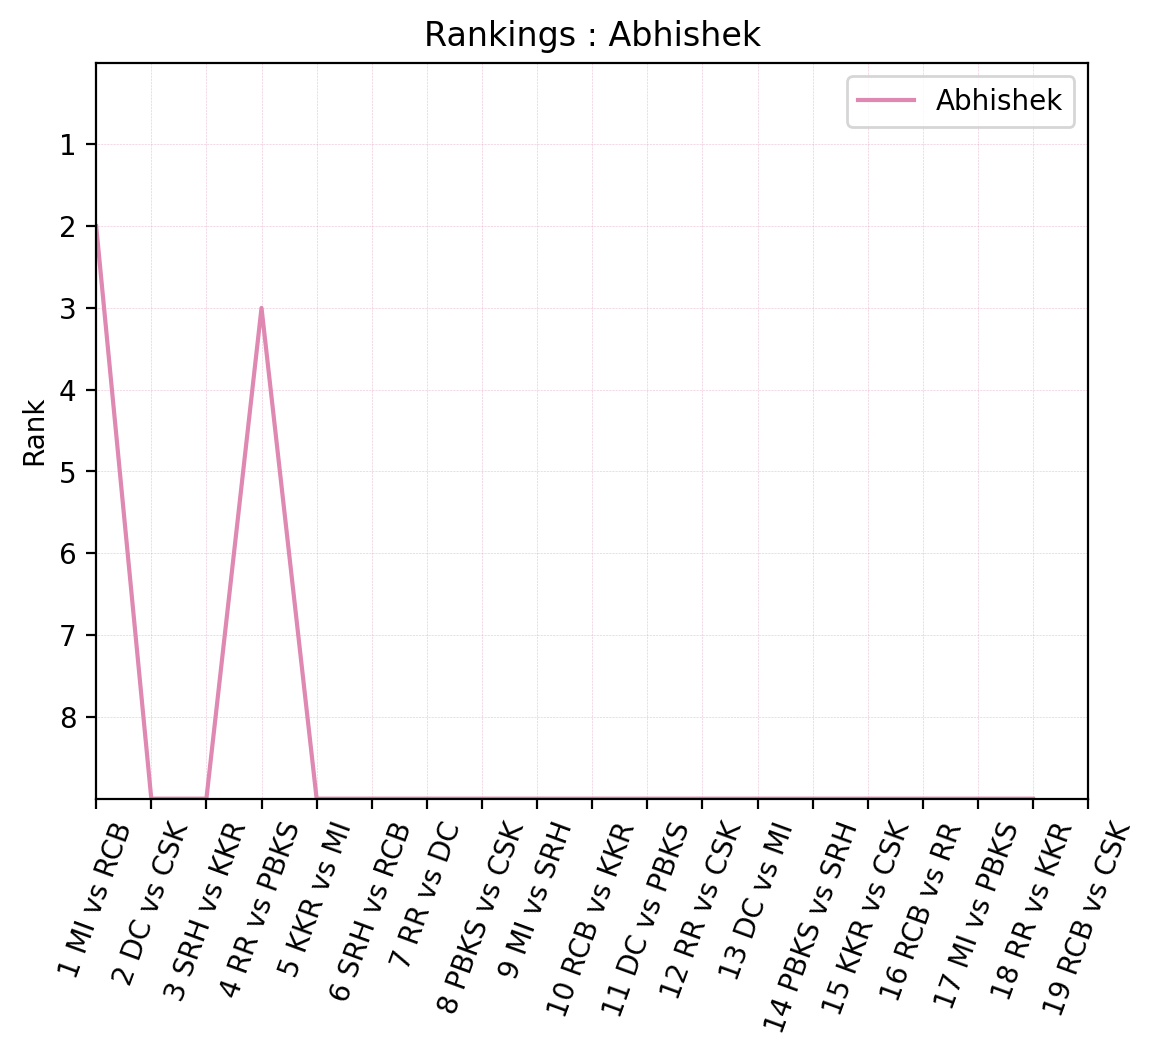 Rankings : Abhishek
Abhishek
Rank
1
2
3
4
5
6
7
8
1 MI vs RCB
2 DC vs CSK
3 SRH vs KKR
4 RR vs PBKS
5 KKR vs MI
6 SRH vs RCB
7 RR vs DC
8 PBKS vs CSK
9 MI vs SRH
10 RCB vs KKR
11 DC vs PBKS
12 RR vs CSK
13 DC vs MI
14 PBKS vs SRH
15 KKR vs CSK
16 RCB vs RR
17 MI vs PBKS
18 RR vs KKR
19 RCB vs CSK